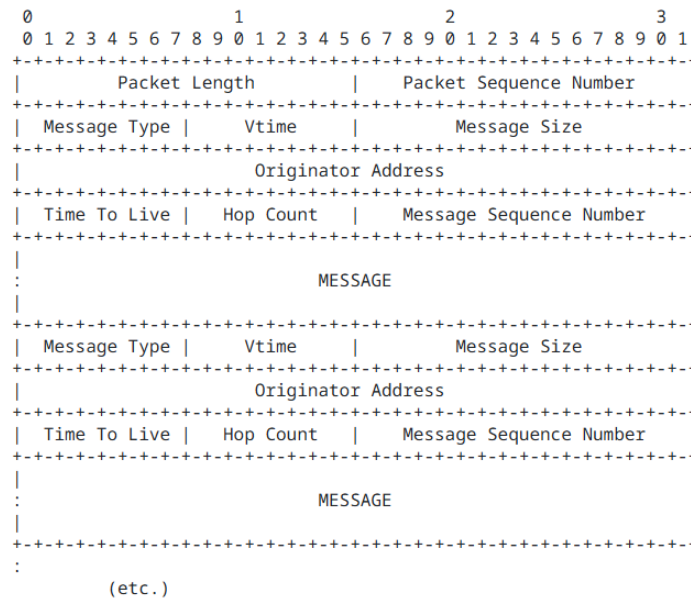 0                   1                   2                   3
 0 1 2 3 4 5 6 7 8 9 0 1 2 3 4 5 6 7 8 9 0 1 2 3 4 5 6 7 8 9 0 1
+-+-+-+-+-+-+-+-+-+-+-+-+-+-+-+-+-+-+-+-+-+-+-+-+-+-+-+-+-+-+-+-
|         Packet Length         |    Packet Sequence Number
+-+-+-+-+-+-+-+-+-+-+-+-+-+-+-+-+-+-+-+-+-+-+-+-+-+-+-+-+-+-+-+-
|  Message Type |     Vtime     |         Message Size
+-+-+-+-+-+-+-+-+-+-+-+-+-+-+-+-+-+-+-+-+-+-+-+-+-+-+-+-+-+-+-+-
|                      Originator Address
+-+-+-+-+-+-+-+-+-+-+-+-+-+-+-+-+-+-+-+-+-+-+-+-+-+-+-+-+-+-+-+-
|  Time To Live |   Hop Count   |    Message Sequence Number
+-+-+-+-+-+-+-+-+-+-+-+-+-+-+-+-+-+-+-+-+-+-+-+-+-+-+-+-+-+-+-+-
|
:                            MESSAGE
|
+-+-+-+-+-+-+-+-+-+-+-+-+-+-+-+-+-+-+-+-+-+-+-+-+-+-+-+-+-+-+-+-
|  Message Type |     Vtime     |         Message Size
+-+-+-+-+-+-+-+-+-+-+-+-+-+-+-+-+-+-+-+-+-+-+-+-+-+-+-+-+-+-+-+-
|                      Originator Address
+-+-+-+-+-+-+-+-+-+-+-+-+-+-+-+-+-+-+-+-+-+-+-+-+-+-+-+-+-+-+-+-
|  Time To Live |   Hop Count   |    Message Sequence Number
+-+-+-+-+-+-+-+-+-+-+-+-+-+-+-+-+-+-+-+-+-+-+-+-+-+-+-+-+-+-+-+-
|
:                            MESSAGE
|
+-+-+-+-+-+-+-+-+-+-+-+-+-+-+-+-+-+-+-+-+-+-+-+-+-+-+-+-+-+-+-+-
:
         (etc.)